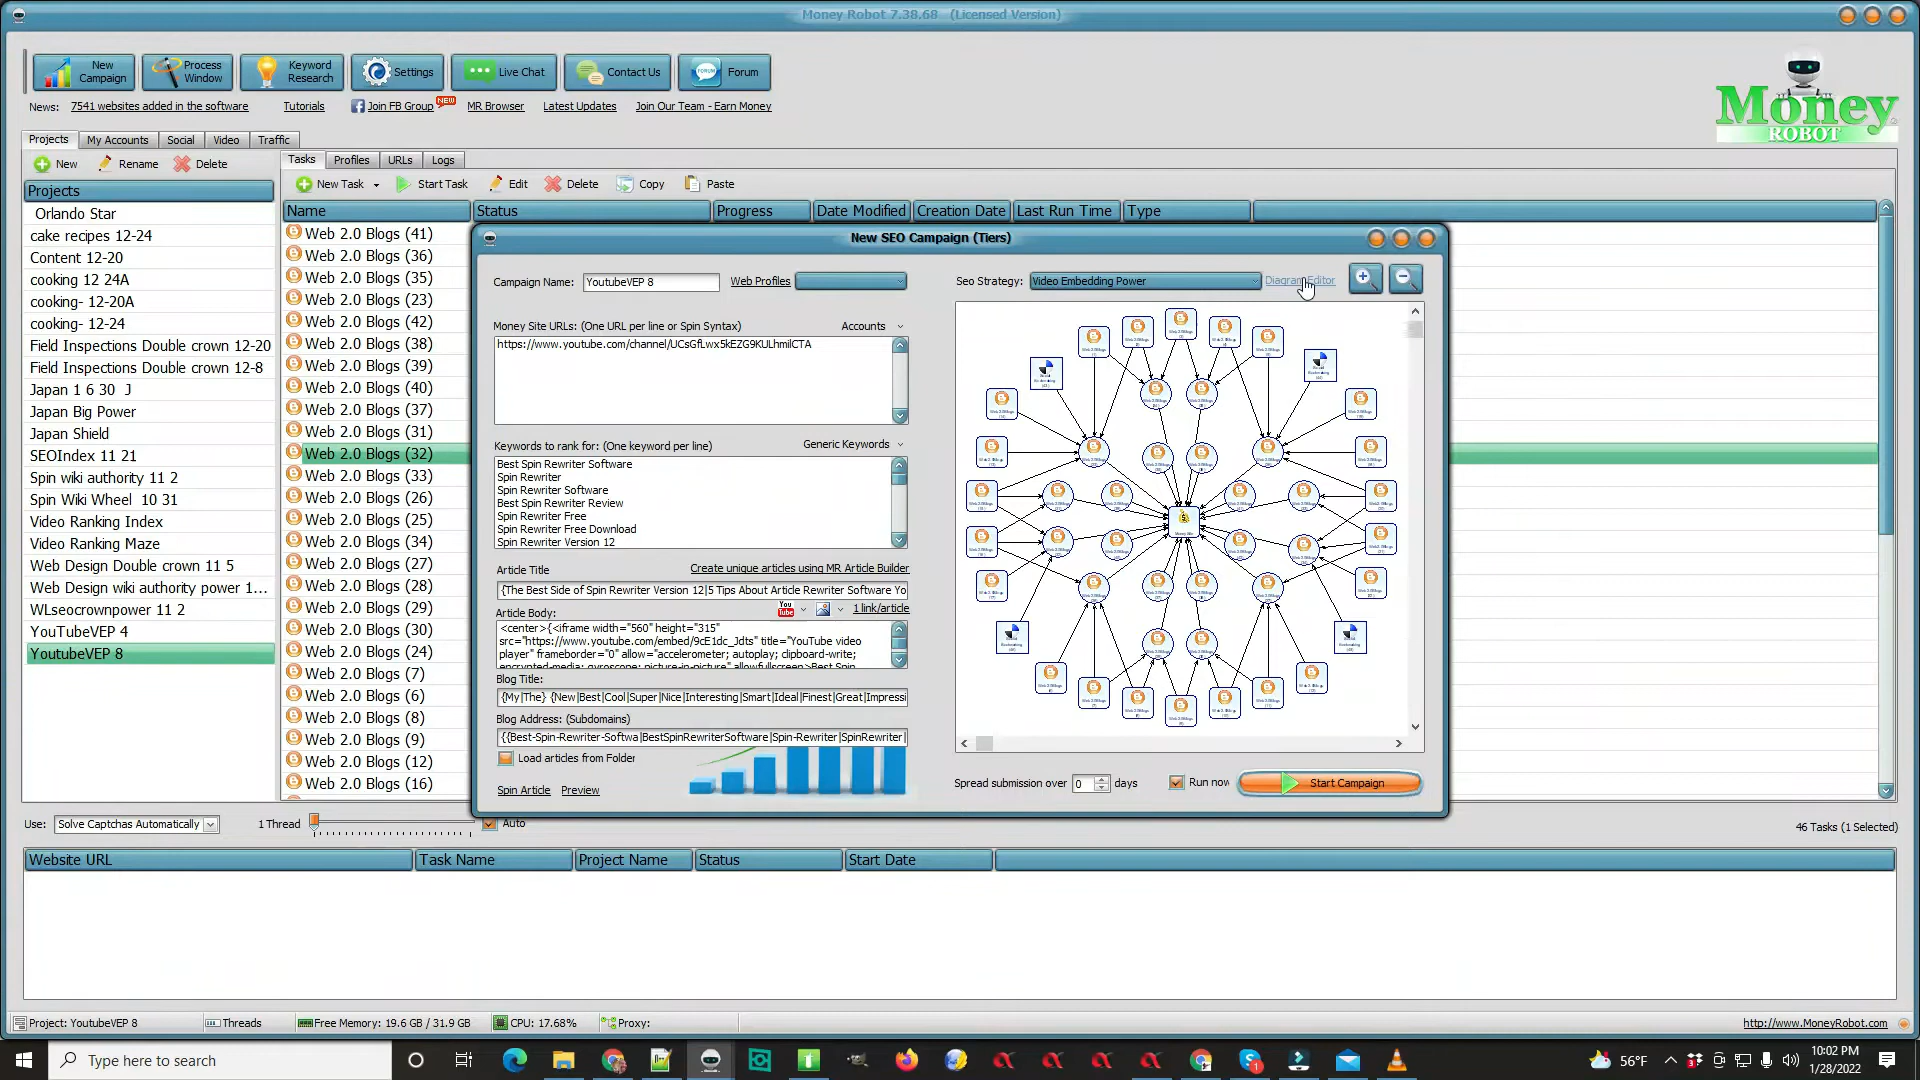 Money Robot 7.38.68   (Licensed Version)
New Campaign
Process Window
Keyword Research
Settings
Live Chat
Contact Us
Forum
News: 7541 websites added in the software
Tutorials
Join FB Group NEW
MR Browser
Latest Updates
Join Our Team - Earn Money
Money
ROBOT
Projects My Accounts Social Video Traffic
New Rename Delete
Projects
Orlando Star
cake recipes 12-24
Content 12-20
cooking 12 24A
cooking- 12-20A
cooking- 12-24
Field Inspections Double crown 12-20
Field Inspections Double crown 12-8
Japan 1 6 30  J
Japan Big Power
Japan Shield
SEOIndex 11 21
Spin wiki authority 11 2
Spin Wiki Wheel  10 31
Video Ranking Index
Video Ranking Maze
Web Design Double crown 11 5
Web Design wiki authority power 1...
WLseocrownpower 11 2
YouTubeVEP 4
YoutubeVEP 8
Tasks Profiles URLs Logs
New Task Start Task Edit Delete Copy Paste
Name Status Progress Date Modified Creation Date Last Run Time Type
Web 2.0 Blogs (41)
Web 2.0 Blogs (36)
Web 2.0 Blogs (35)
Web 2.0 Blogs (23)
Web 2.0 Blogs (42)
Web 2.0 Blogs (38)
Web 2.0 Blogs (39)
Web 2.0 Blogs (40)
Web 2.0 Blogs (37)
Web 2.0 Blogs (31)
Web 2.0 Blogs (32)
Web 2.0 Blogs (33)
Web 2.0 Blogs (26)
Web 2.0 Blogs (25)
Web 2.0 Blogs (34)
Web 2.0 Blogs (27)
Web 2.0 Blogs (28)
Web 2.0 Blogs (29)
Web 2.0 Blogs (30)
Web 2.0 Blogs (24)
Web 2.0 Blogs (7)
Web 2.0 Blogs (6)
Web 2.0 Blogs (8)
Web 2.0 Blogs (9)
Web 2.0 Blogs (12)
Web 2.0 Blogs (16)
New SEO Campaign (Tiers)
Campaign Name: YoutubeVEP 8 Web Profiles
Money Site URLs: (One URL per line or Spin Syntax) Accounts
https://www.youtube.com/channel/UCsGfLwx5kEZG9KULhmilCTA
Keywords to rank for: (One keyword per line) Generic Keywords
Best Spin Rewriter Software
Spin Rewriter
Spin Rewriter Software
Best Spin Rewriter Review
Spin Rewriter Free
Spin Rewriter Free Download
Spin Rewriter Version 12
Article Title Create unique articles using MR Article Builder
{The Best Side of Spin Rewriter Version 12|5 Tips About Article Rewriter Software Yo
Article Body: You Tube 1 link/article
<center>{<iframe width="560" height="315"
src="https://www.youtube.com/embed/9cE1dc_Jdts" title="YouTube video
player" frameborder="0" allow="accelerometer; autoplay; clipboard-write;
encrypted-media; gyroscope; picture-in-picture" allowfullscreen>Best Spin
Blog Title:
{My|The} {New|Best|Cool|Super|Nice|Interesting|Smart|Ideal|Finest|Great|Impressi
Blog Address: (Subdomains)
{{Best-Spin-Rewriter-Softwa|BestSpinRewriterSoftware|Spin-Rewriter|SpinRewriter|
Load articles from Folder
Spin Article Preview
Seo Strategy: Video Embedding Power Diagram Editor
Spread submission over 0 days Run now Start Campaign
Use: Solve Captchas Automatically 1 Thread Auto
46 Tasks (1 Selected)
Website URL Task Name Project Name Status Start Date
Project: YoutubeVEP 8 Threads Free Memory: 19.6 GB / 31.9 GB CPU: 17.68% Proxy:
http://www.MoneyRobot.com
Type here to search
56°F
10:02 PM
1/28/2022